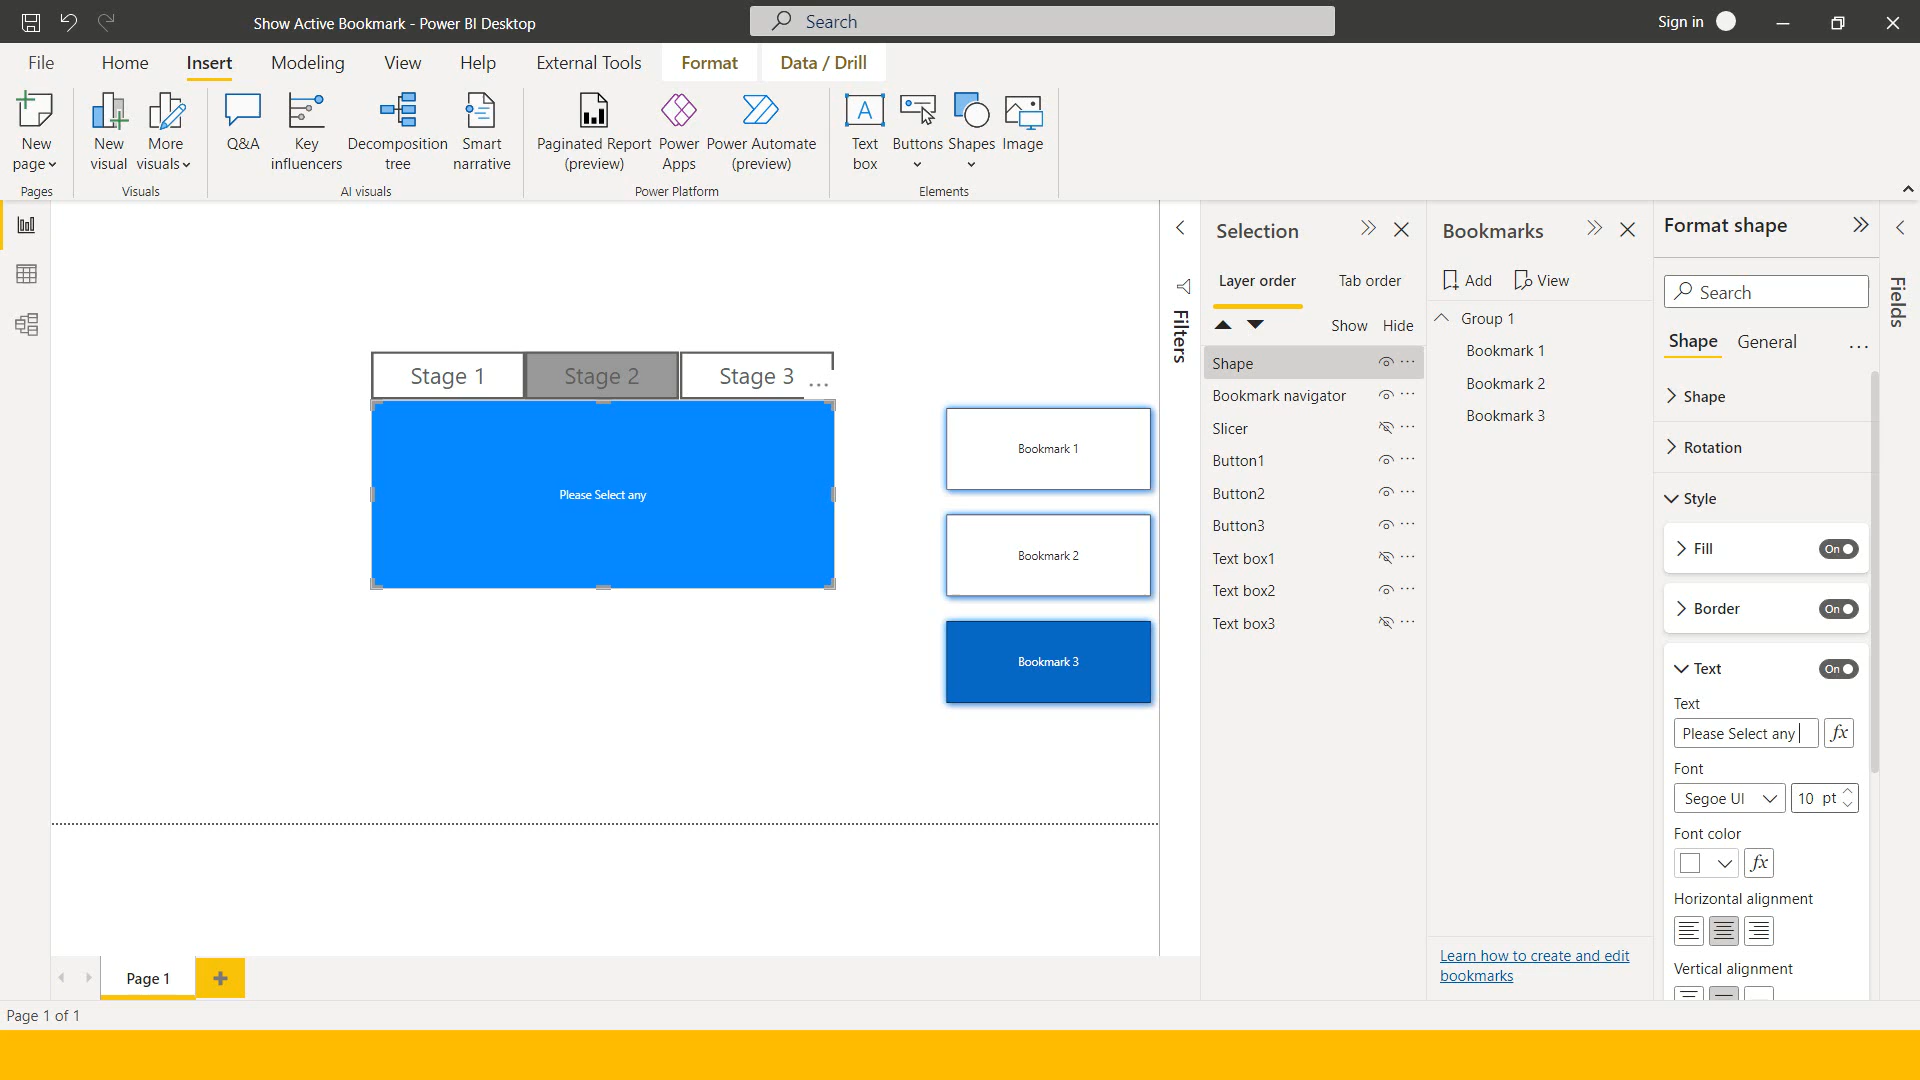 Show Active Bookmark - Power BI Desktop
Search
Sign in
File Home Insert Modeling View Help External Tools Format Data / Drill
New page
Pages
New visual
More visuals
Visuals
Q&A
Key influencers
Decomposition tree
Smart narrative
AI visuals
Paginated Report (preview)
Power Apps
Power Automate (preview)
Power Platform
Text box
Buttons
Shapes
Image
Elements
Stage 1
Stage 2
Stage 3
...
Please Select any
Bookmark 1
Bookmark 2
Bookmark 3
Filters
Selection
Layer order
Tab order
Show
Hide
Shape
Bookmark navigator
Slicer
Button1
Button2
Button3
Text box1
Text box2
Text box3
Bookmarks
Add
View
Group 1
Bookmark 1
Bookmark 2
Bookmark 3
Learn how to create and edit
bookmarks
Format shape
Search
Shape
General
...
Shape
Rotation
Style
Fill
On
Border
On
Text
On
Text
Please Select any
fx
Font
Segoe UI
10 pt
Font color
fx
Horizontal alignment
Vertical alignment
Fields
Page 1
Page 1 of 1